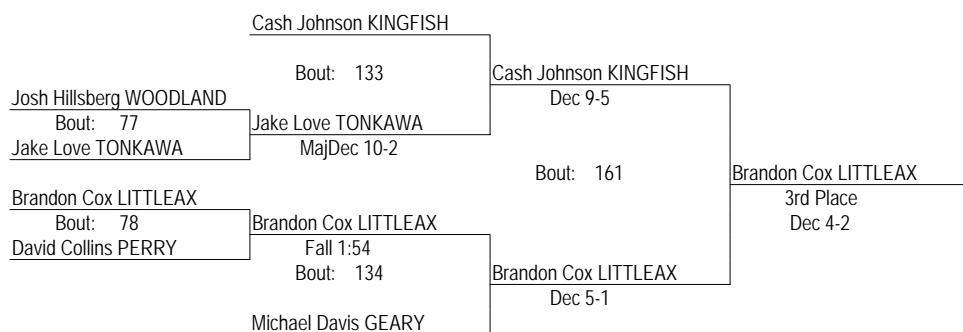 Cash Johnson KINGFISH
Bout: 133
Cash Johnson KINGFISH
Dec 9-5
Josh Hillsberg WOODLAND
Bout: 77
Jake Love TONKAWA
Jake Love TONKAWA
MajDec 10-2
Bout: 161
Brandon Cox LITTLEAX
3rd Place
Dec 4-2
Brandon Cox LITTLEAX
Bout: 78
David Collins PERRY
Brandon Cox LITTLEAX
Fall 1:54
Bout: 134
Brandon Cox LITTLEAX
Dec 5-1
Michael Davis GEARY